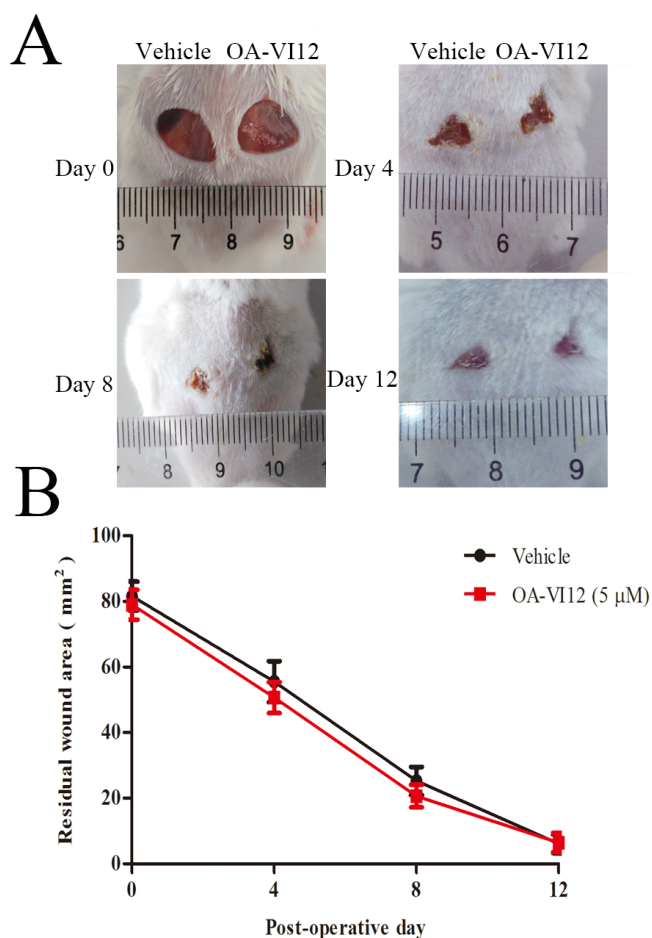 A
Vehicle OA-VI12
Vehicle OA-VI12
Day 0
6 7 8 9
Day 4
5 6 7
Day 8
7 8 9 10 1
Day 12
7 8 9
B
Residual wound area ( mm²)
100
80
60
40
20
0
0 4 8 12
Post-operative day
Vehicle
OA-VI12 (5 µM)